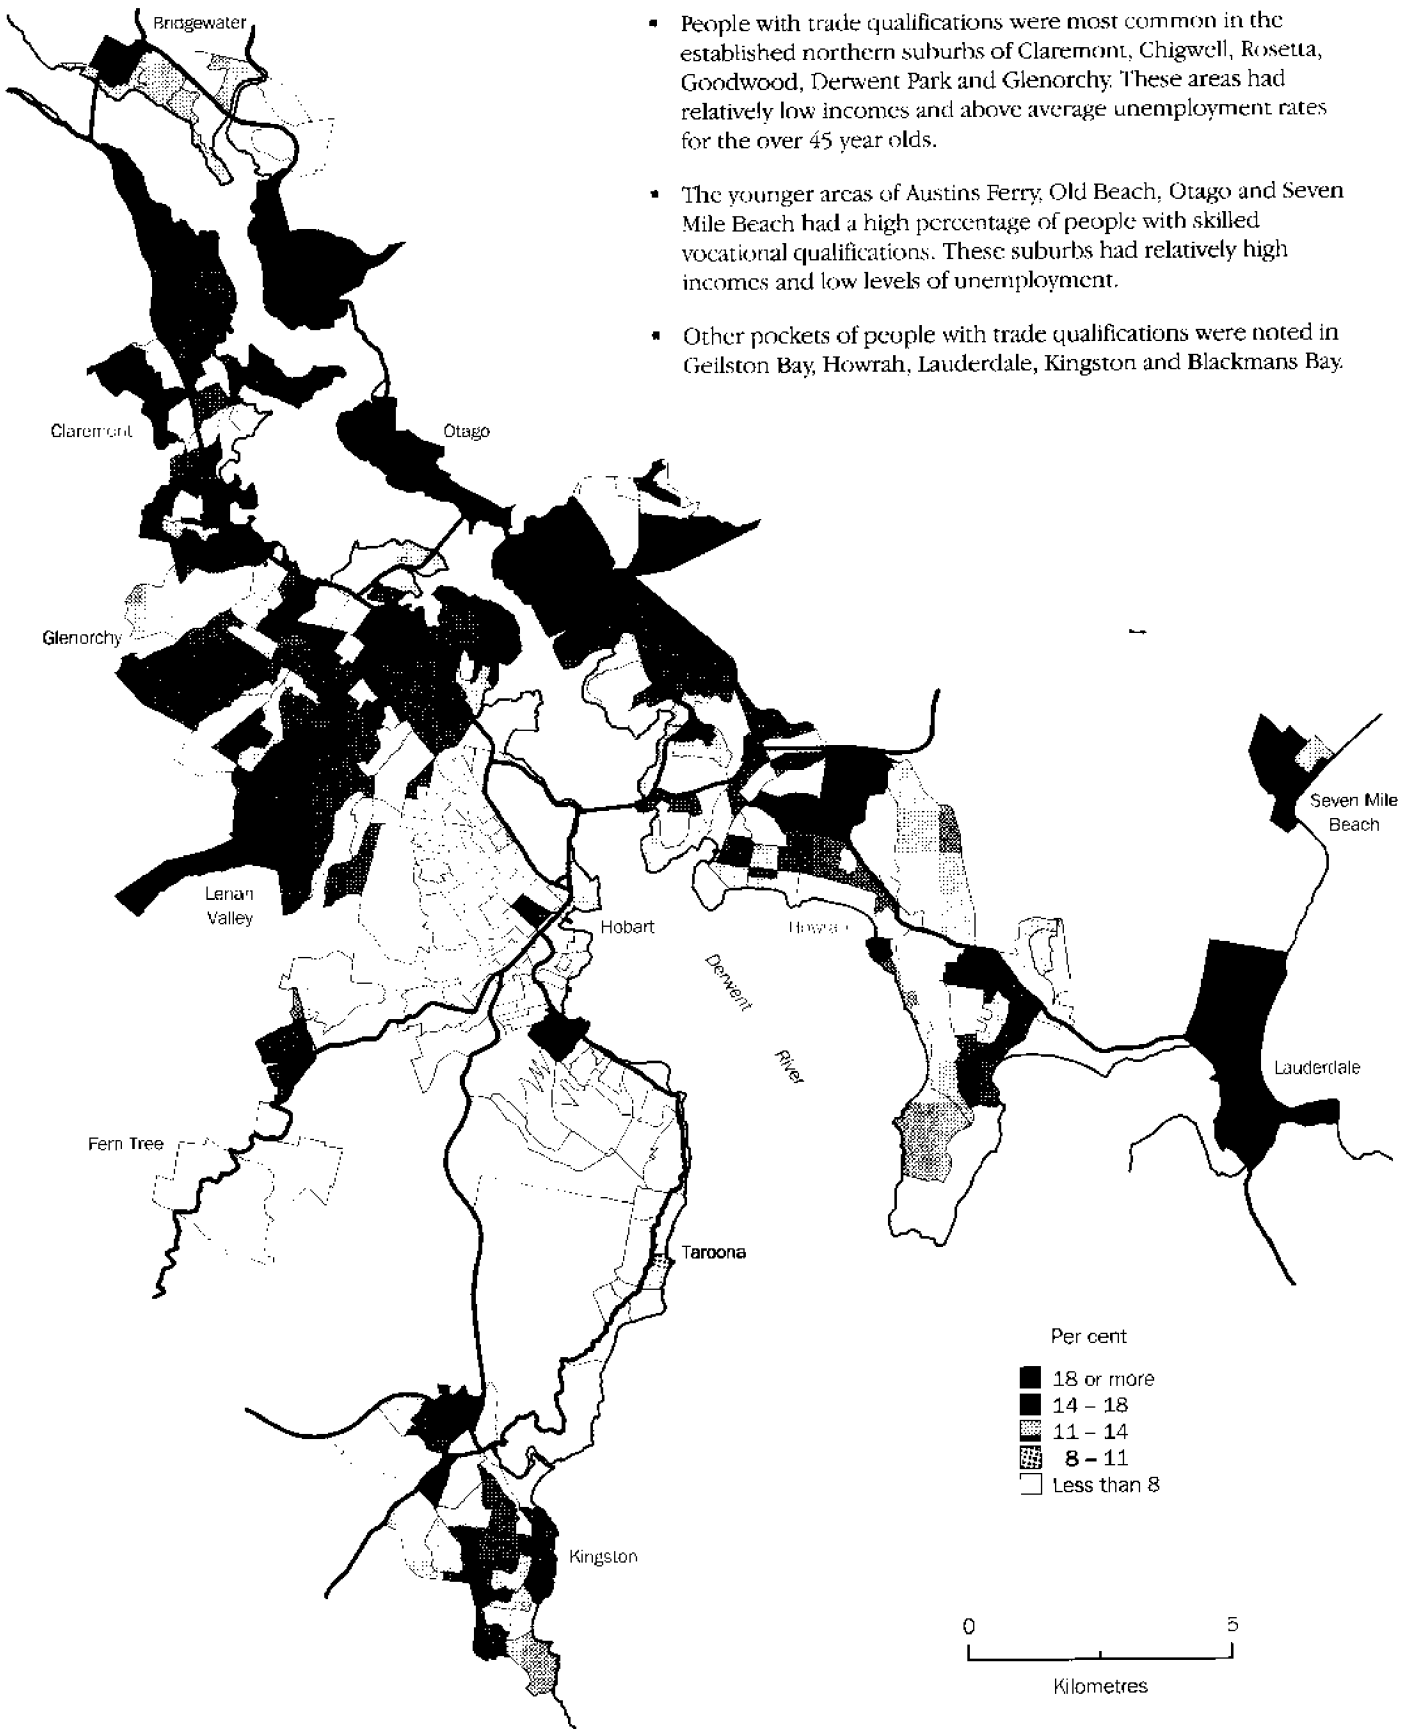 Bridgewater
▪ People with trade qualifications were most common in the
established northern suburbs of Claremont, Chigwell, Rosetta,
Goodwood, Derwent Park and Glenorchy. These areas had
relatively low incomes and above average unemployment rates
for the over 45 year olds.
▪ The younger areas of Austins Ferry, Old Beach, Otago and Seven
Mile Beach had a high percentage of people with skilled
vocational qualifications. These suburbs had relatively high
incomes and low levels of unemployment.
▪ Other pockets of people with trade qualifications were noted in
Geilston Bay, Howrah, Lauderdale, Kingston and Blackmans Bay.
Claremont
Otago
Glenorchy
Seven Mile
Beach
Lenah
Valley
Hobart
Howrah
Derwent
River
Lauderdale
Fern Tree
Taroona
Per cent
18 or more
14 – 18
11 – 14
8 – 11
Less than 8
Kingston
0 5
Kilometres